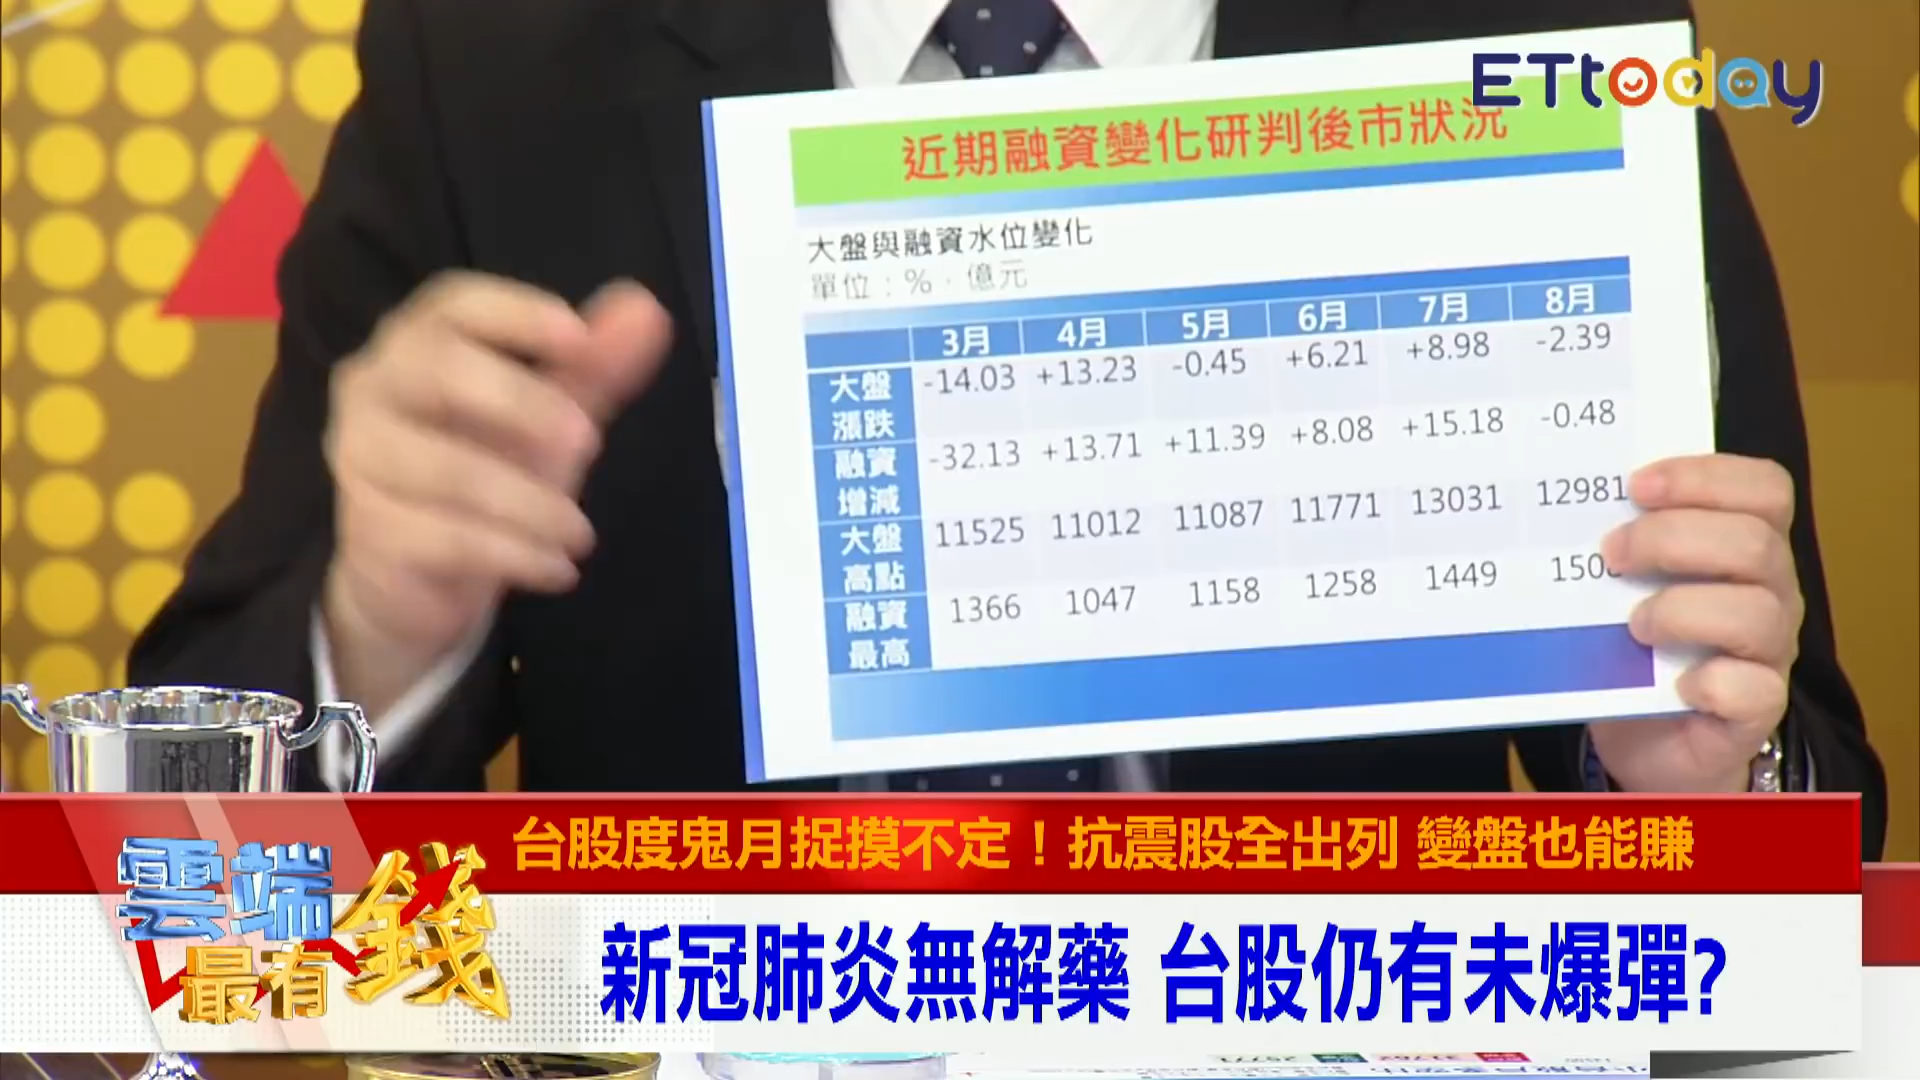 ETtoday
近期融資變化研判後市狀況
大盤與融資水位變化
單位：%，億元
3月 4月 5月 6月 7月 8月
大盤漲跌 -14.03 +13.23 -0.45 +6.21 +8.98 -2.39
融資增減 -32.13 +13.71 +11.39 +8.08 +15.18 -0.48
大盤高點 11525 11012 11087 11771 13031 12981
融資最高 1366 1047 1158 1258 1449
台股度鬼月捉摸不定！抗震股全出列 變盤也能賺
雲端最有錢
新冠肺炎無解藥 台股仍有未爆彈?